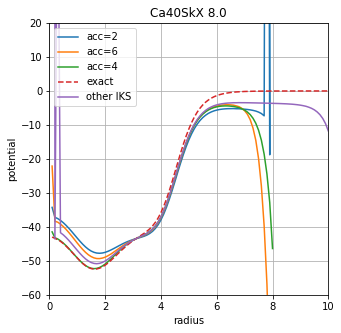 Ca40SkX 8.0
20
10
0
−10
−20
−30
−40
−50
−60
potential
acc=2
acc=6
acc=4
exact
other IKS
0
2
4
6
8
10
radius